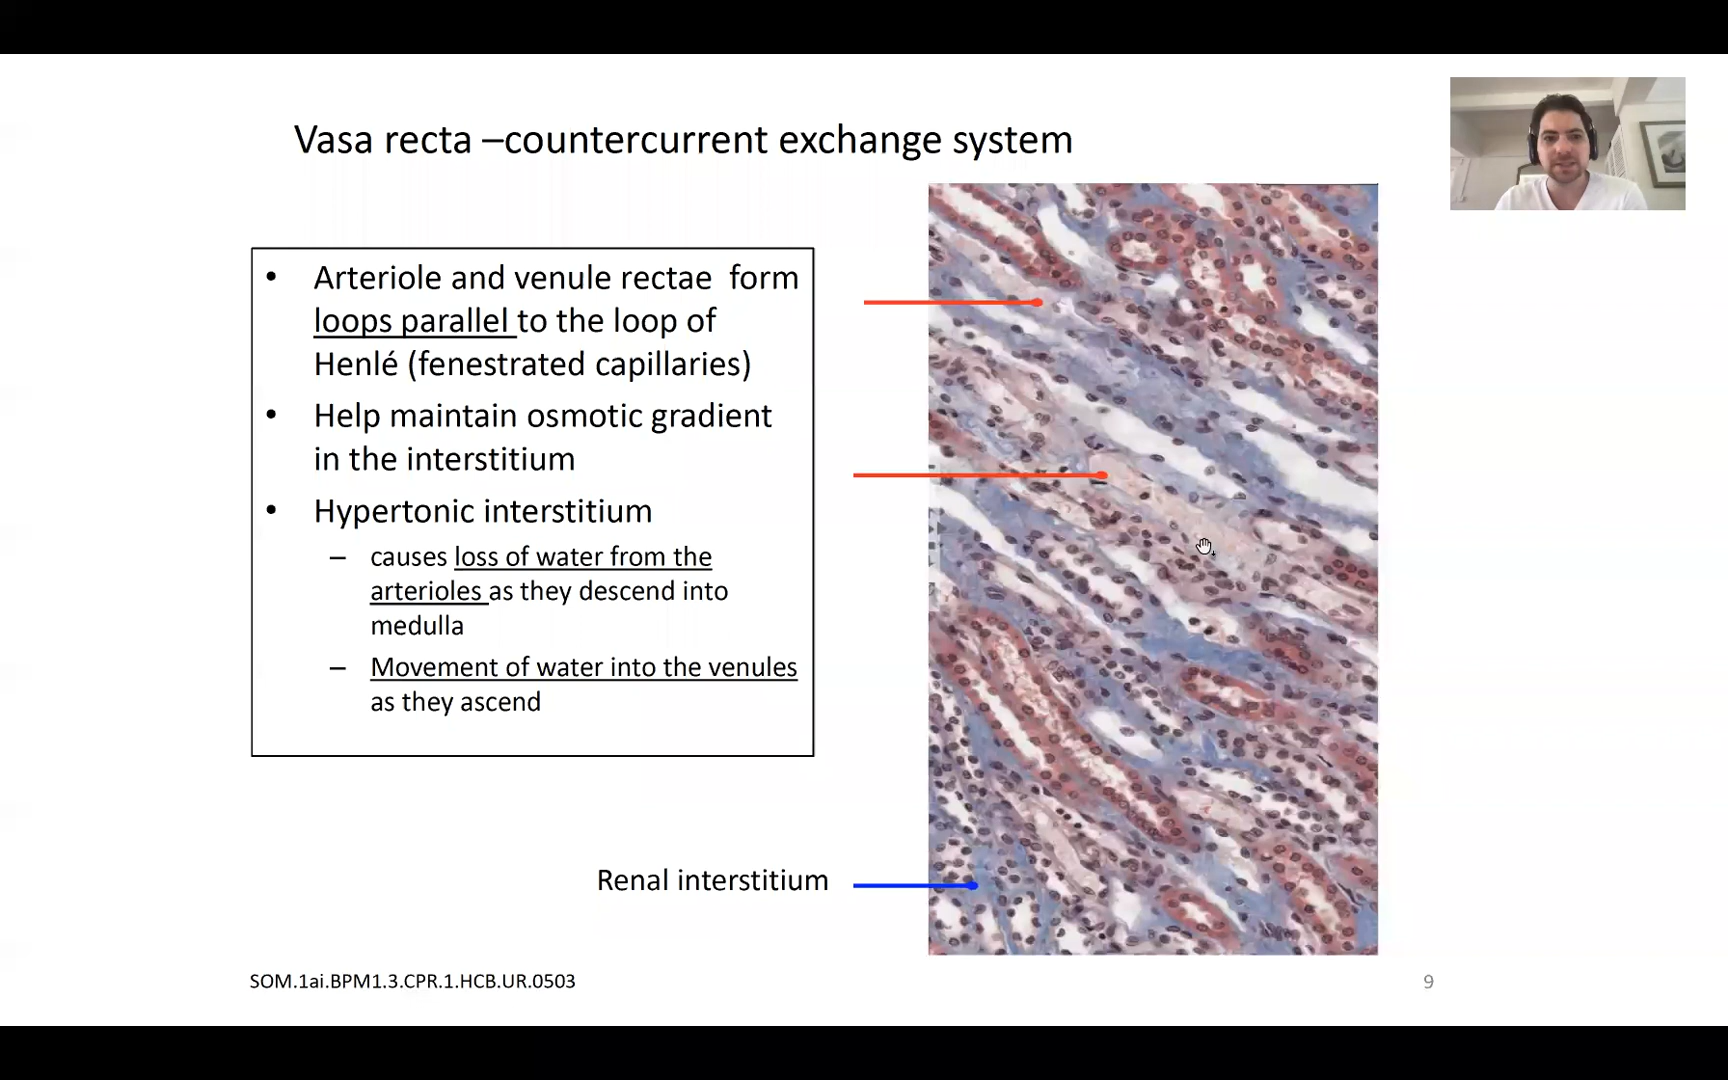 Vasa recta –countercurrent exchange system
• Arteriole and venule rectae form
loops parallel to the loop of
Henlé (fenestrated capillaries)
• Help maintain osmotic gradient
in the interstitium
• Hypertonic interstitium
– causes loss of water from the
arterioles as they descend into
medulla
– Movement of water into the venules
as they ascend
Renal interstitium
SOM.1ai.BPM1.3.CPR.1.HCB.UR.0503
9